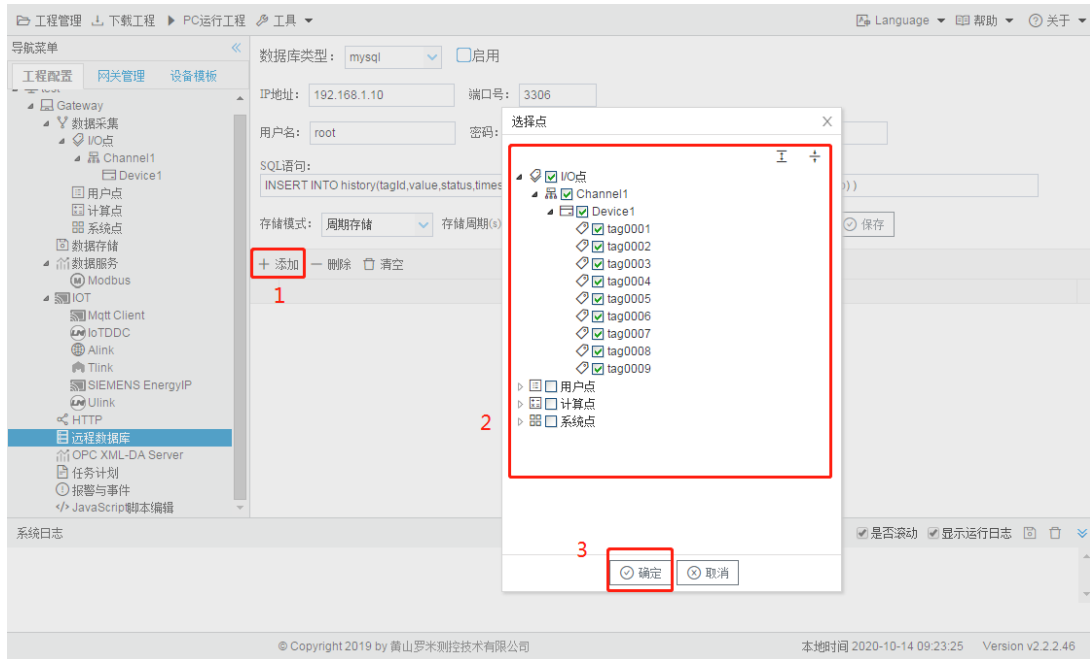 工程管理 下载工程 PC运行工程 工具 Language 帮助 关于
导航菜单
工程配置 网关管理 设备模板
Gateway
数据采集
I/O点
Channel1
Device1
用户点
计算点
系统点
数据存储
数据服务
Modbus
IOT
Mqtt Client
IoTDDC
Alink
Tlink
SIEMENS EnergyIP
Ulink
HTTP
远程数据库
OPC XML-DA Server
任务计划
报警与事件
JavaScrip脚本编辑
数据库类型: mysql 启用
IP地址: 192.168.1.10 端口号: 3306
用户名: root 密码:
SQL语句:
INSERT INTO history(tagId,value,status,times
存储模式: 周期存储 存储周期(s) 保存
添加 删除 清空
1
选择点
I/O点
Channel1
Device1
tag0001
tag0002
tag0003
tag0004
tag0005
tag0006
tag0007
tag0008
tag0009
用户点
计算点
系统点
2
3
确定 取消
系统日志 是否滚动 显示运行日志
© Copyright 2019 by 黄山罗米测控技术有限公司 本地时间 2020-10-14 09:23:25 Version v2.2.2.46